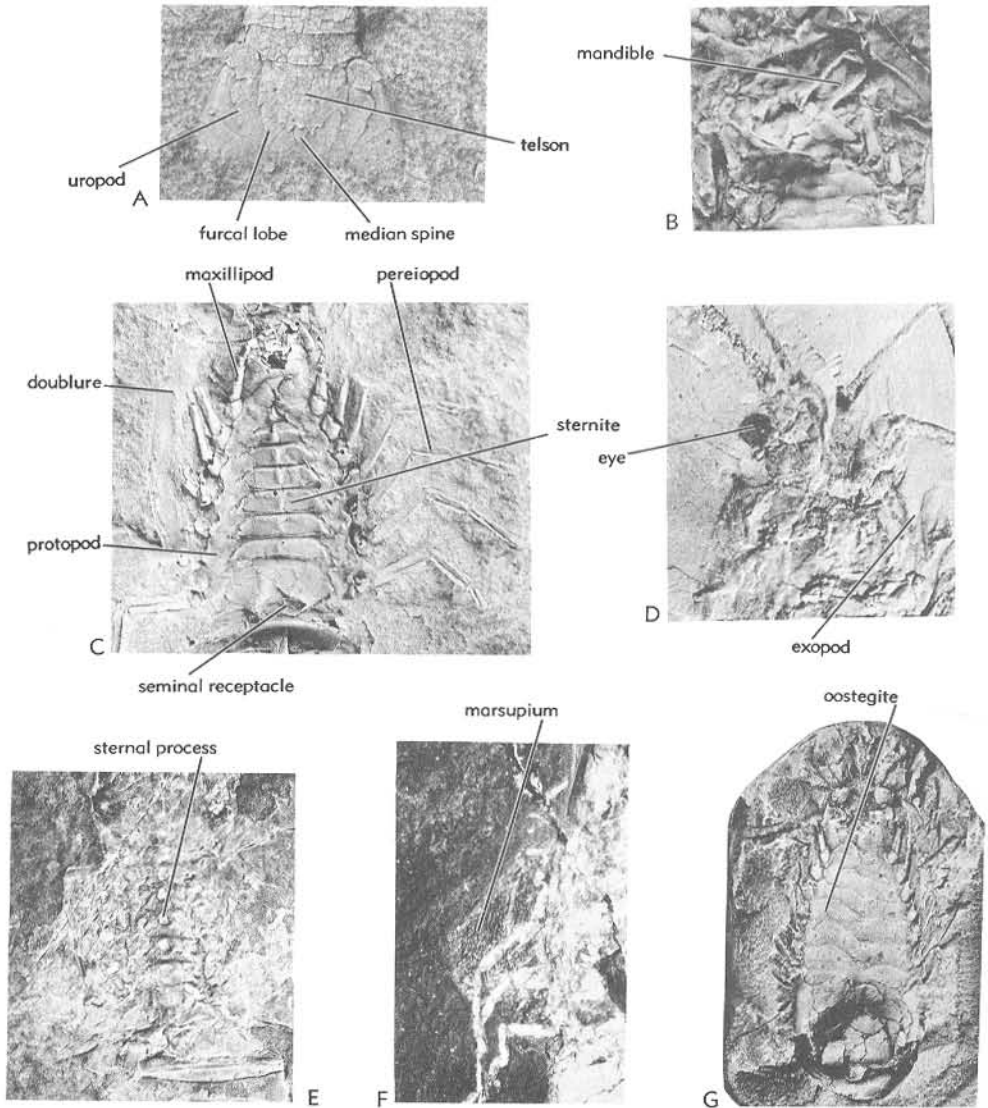 mandible
telson
uropod
A
furcal lobe
median spine
B
maxillipod
pereiopod
doublure
sternite
eye
protopod
C
D
seminal receptacle
exopod
marsupium
oostegite
sternal process
E
F
G